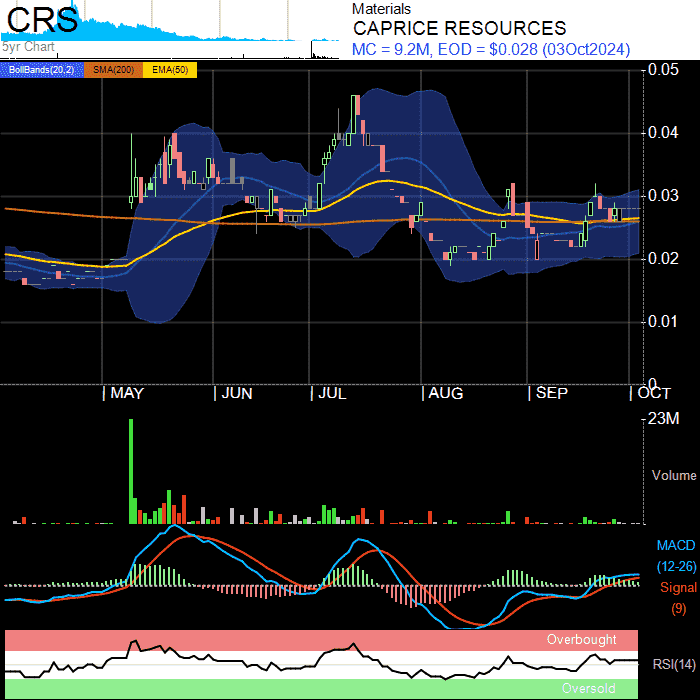 CRS
5yr Chart
Materials
CAPRICE RESOURCES
MC = 9.2M, EOD = $0.028 (03Oct2024)
BollBands(20,2) SMA(200) EMA(50)
0.05
0.04
0.03
0.02
0.01
0
MAY JUN JUL AUG SEP OCT
23M
Volume
MACD
(12-26)
Signal
(9)
Overbought
RSI(14)
Oversold